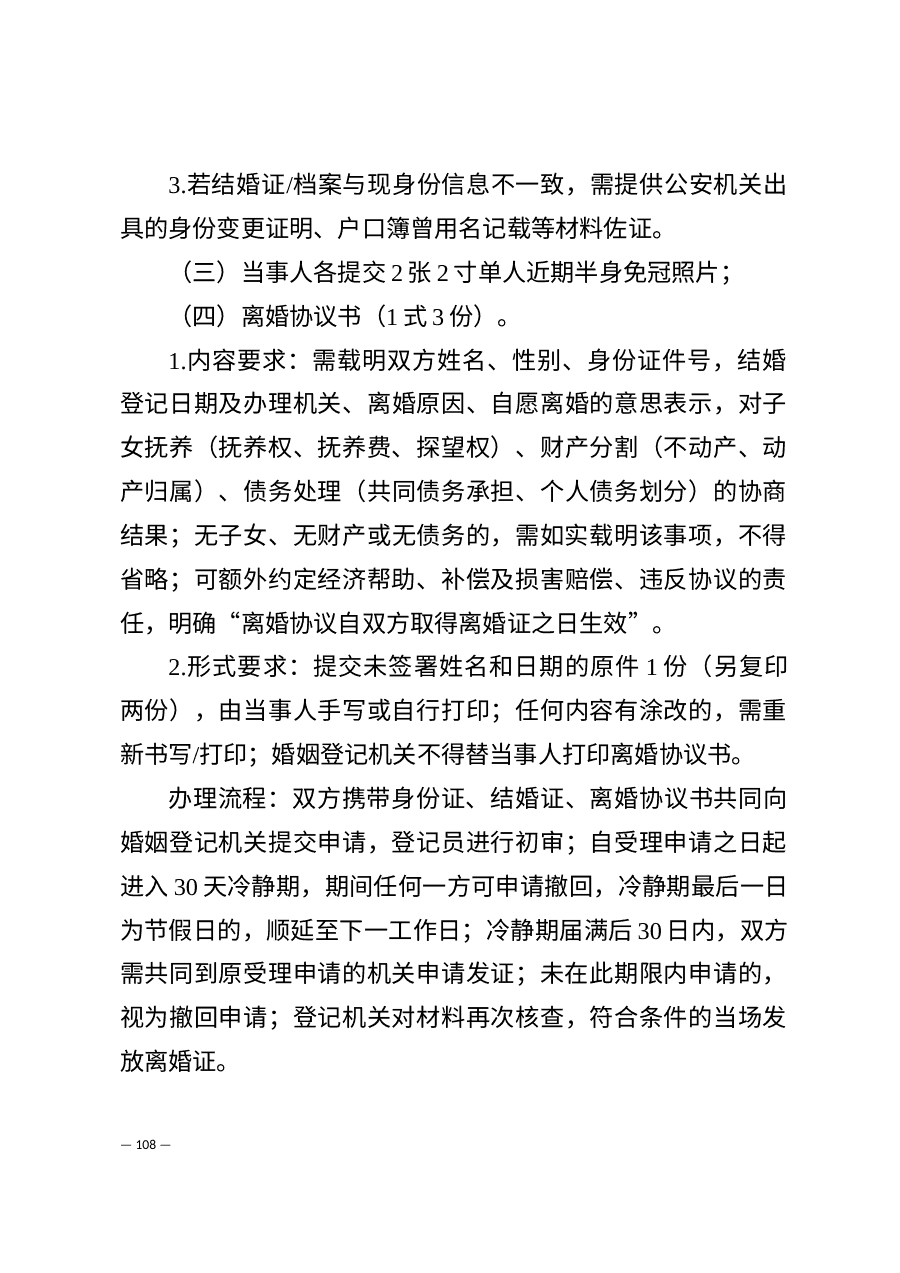 3.若结婚证/档案与现身份信息不一致，需提供公安机关出
具的身份变更证明、户口簿曾用名记载等材料佐证。
（三）当事人各提交 2 张 2 寸单人近期半身免冠照片；
（四）离婚协议书（1 式 3 份）。
1.内容要求：需载明双方姓名、性别、身份证件号，结婚
登记日期及办理机关、离婚原因、自愿离婚的意思表示，对子
女抚养（抚养权、抚养费、探望权）、财产分割（不动产、动
产归属）、债务处理（共同债务承担、个人债务划分）的协商
结果；无子女、无财产或无债务的，需如实载明该事项，不得
省略；可额外约定经济帮助、补偿及损害赔偿、违反协议的责
任，明确“离婚协议自双方取得离婚证之日生效”。
2.形式要求：提交未签署姓名和日期的原件 1 份（另复印
两份），由当事人手写或自行打印；任何内容有涂改的，需重
新书写/打印；婚姻登记机关不得替当事人打印离婚协议书。
办理流程：双方携带身份证、结婚证、离婚协议书共同向
婚姻登记机关提交申请，登记员进行初审；自受理申请之日起
进入 30 天冷静期，期间任何一方可申请撤回，冷静期最后一日
为节假日的，顺延至下一工作日；冷静期届满后 30 日内，双方
需共同到原受理申请的机关申请发证；未在此期限内申请的，
视为撤回申请；登记机关对材料再次核查，符合条件的当场发
放离婚证。
— 108 —